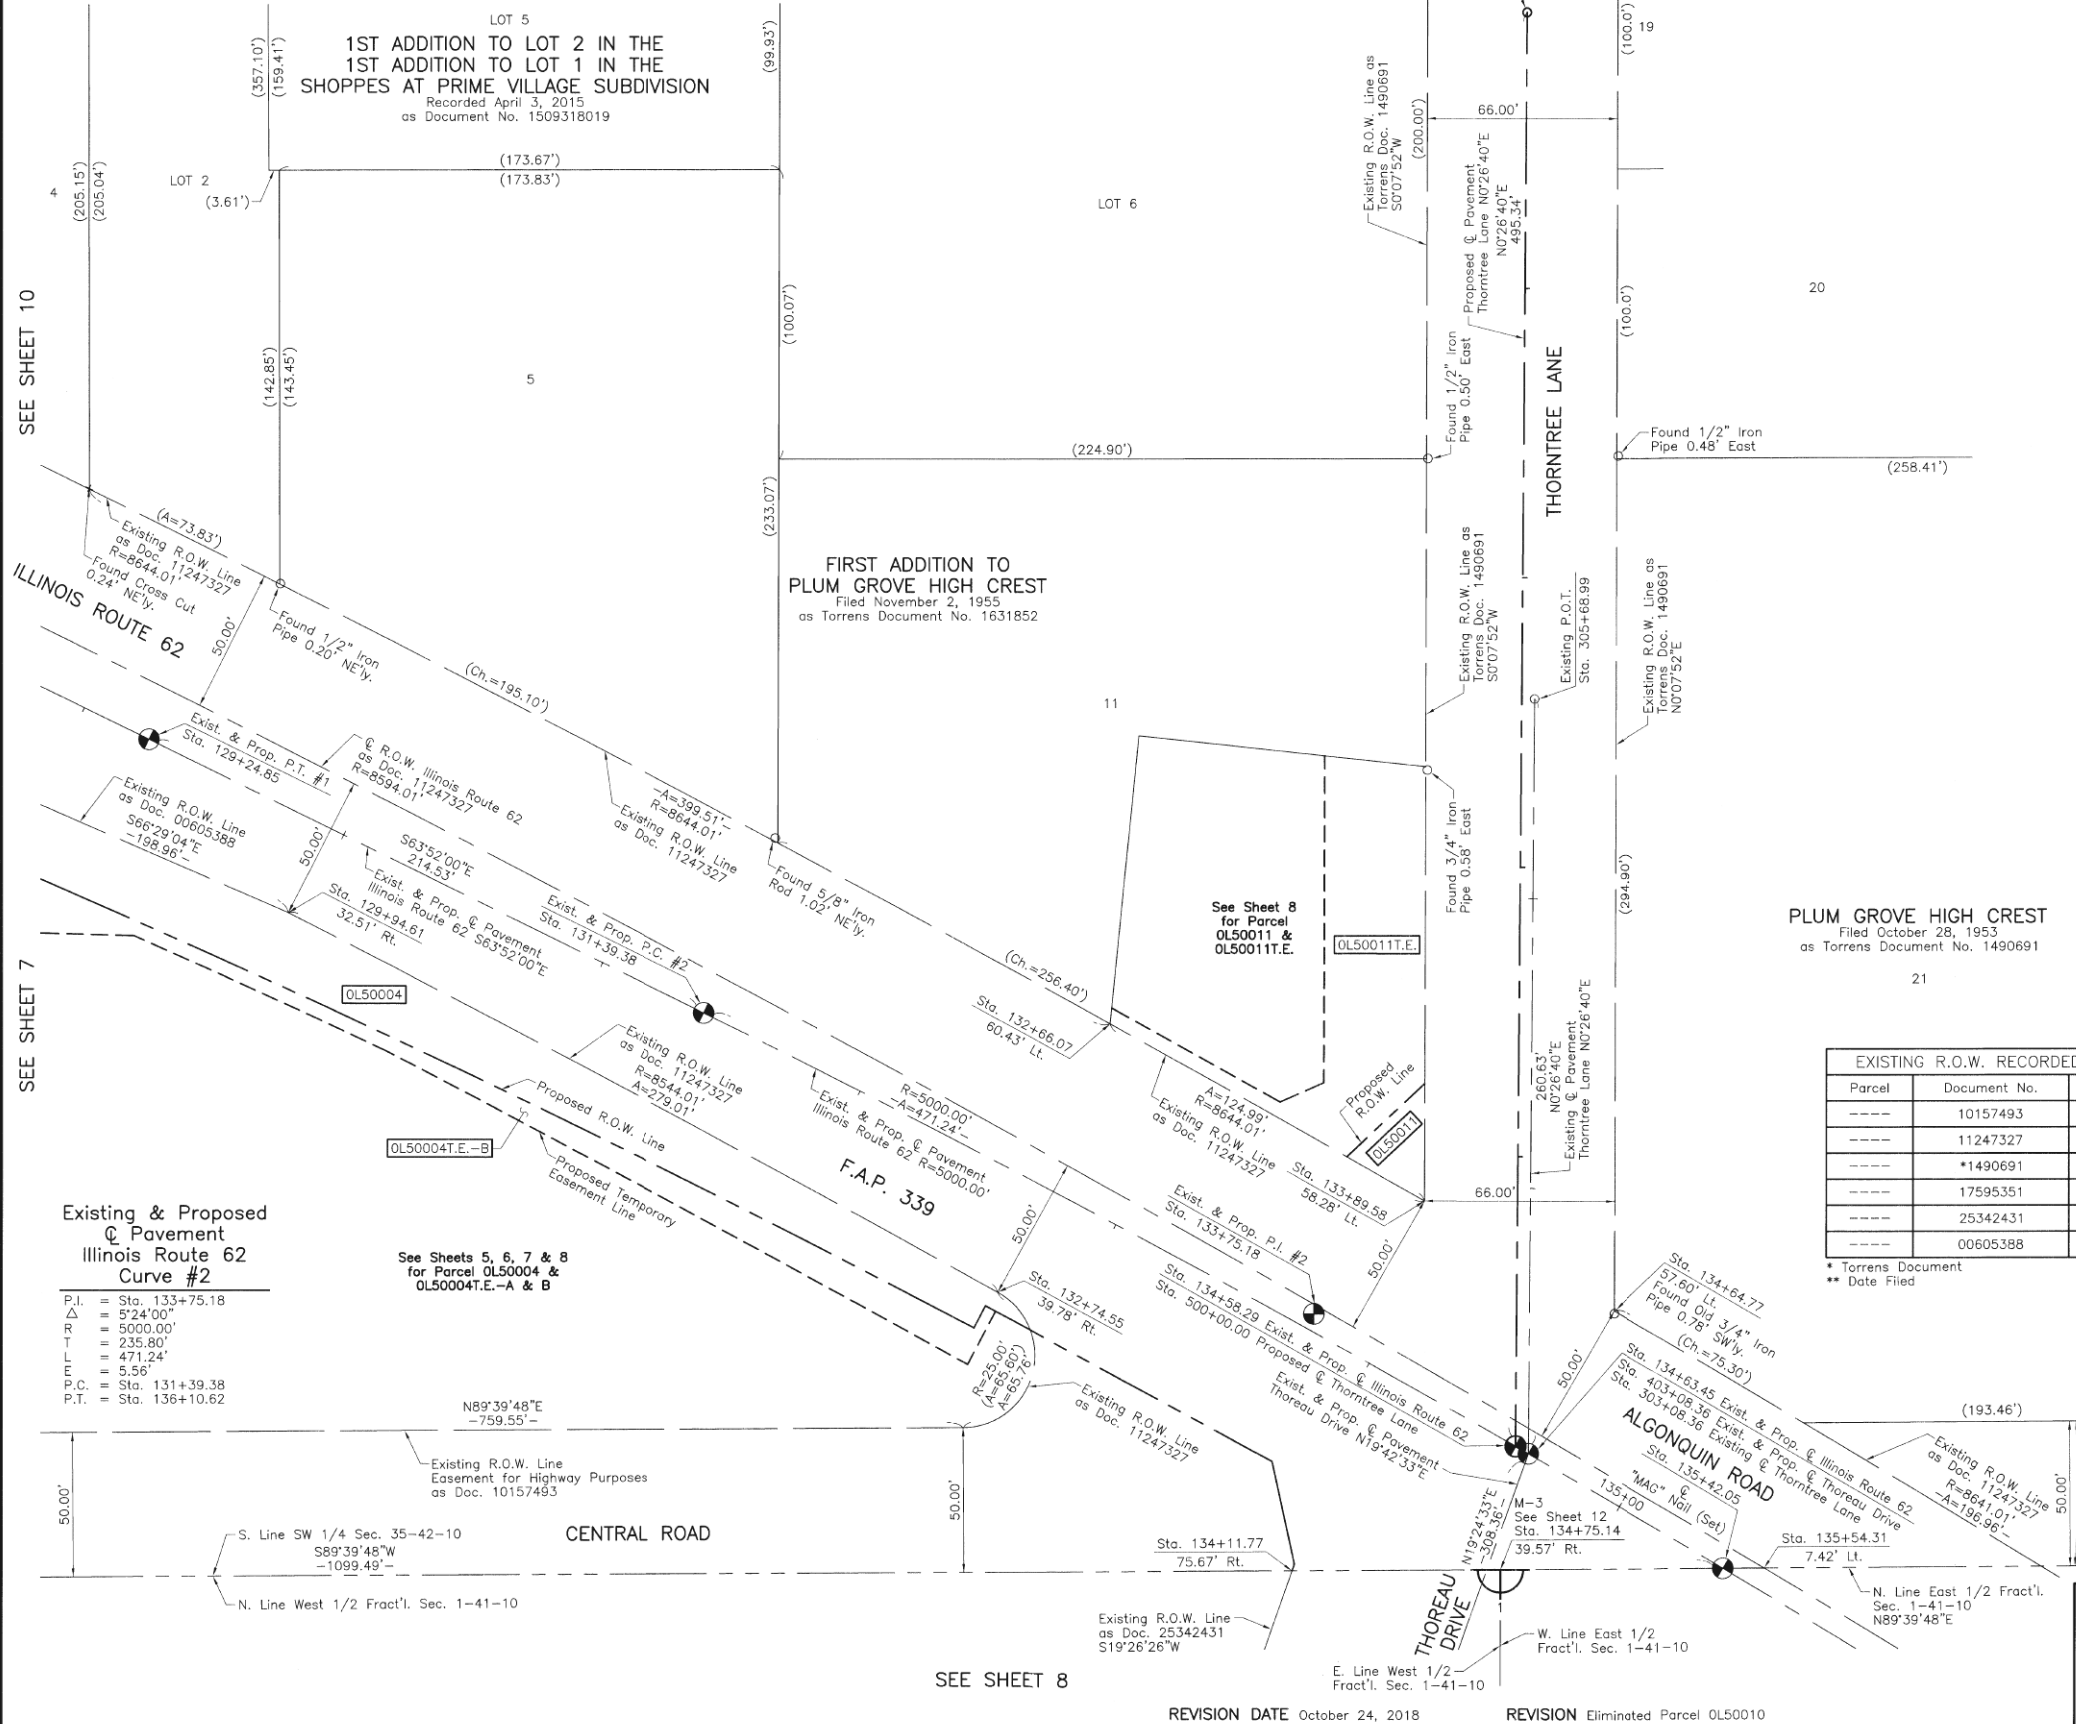 LOT 5
1ST ADDITION TO LOT 2 IN THE
1ST ADDITION TO LOT 1 IN THE
SHOPPES AT PRIME VILLAGE SUBDIVISION
Recorded April 3, 2015
as Document No. 1509318019
(357.10')
(159.41')
(99.93')
(173.67')
(173.83')
4
(205.15')
(205.04')
LOT 2
(3.61')
LOT 6
Existing R.O.W. Line as
Torrens Doc. 1490691
S0°07'52"W
(200.00')
66.00'
(100.0')
19
Proposed ℄ Pavement
Thorntree Lane N0°26'40"E
N0°26'40"E
495.34'
20
(100.0')
SEE SHEET 10
(142.85')
(143.45')
5
(100.07')
Found 1/2" Iron
Pipe 0.50' East
THORNTREE LANE
(224.90')
Found 1/2" Iron
Pipe 0.48' East
(258.41')
(233.07')
(A=73.83')
Existing R.O.W. Line
as Doc. 11247327
R=8644.01'
Found Cross Cut
0.24' NE'ly.
ILLINOIS ROUTE 62
50.00'
Found 1/2" Iron
Pipe 0.20' NE'ly.
(Ch.=195.10')
FIRST ADDITION TO
PLUM GROVE HIGH CREST
Filed November 2, 1955
as Torrens Document No. 1631852
Existing R.O.W. Line as
Torrens Doc. 1490691
S0°07'52"W
Existing P.O.T.
Sta. 305+68.99
Existing R.O.W. Line as
Torrens Doc. 1490691
N0°07'52"E
11
Exist. & Prop. P.T. #1
Sta. 129+24.85
℄ R.O.W. Illinois Route 62
as Doc. 11247327
R=8594.01'
-A=399.51'-
R=8644.01'
Existing R.O.W. Line
as Doc. 11247327
Existing R.O.W. Line
as Doc. 00605388
S66°29'04"E
-198.96'-
50.00'
S63°52'00"E
214.53'
Exist. & Prop. ℄ Pavement
Illinois Route 62 S63°52'00"E
Sta. 129+94.61
32.51' Rt.
Exist. & Prop. P.C. #2
Sta. 131+39.38
Found 5/8" Iron
Rod 1.02' NE'ly.
Found 3/4" Iron
Pipe 0.58' East
(294.90')
See Sheet 8
for Parcel
0L50011 &
0L50011T.E.
0L50011T.E.
PLUM GROVE HIGH CREST
Filed October 28, 1953
as Torrens Document No. 1490691
21
SEE SHEET 7
0L50004
(Ch.=256.40')
Sta. 132+66.07
60.43' Lt.
Existing R.O.W. Line
as Doc. 11247327
R=8544.01'
A=279.01'
R=5000.00'
-A=471.24'-
Exist. & Prop. ℄ Pavement
Illinois Route 62 R=5000.00'
A=124.99'
R=8644.01'
Existing R.O.W. Line
as Doc. 11247327
Proposed
R.O.W. Line
0L50011
260.63'
N0°26'40"E
Existing ℄ Pavement
Thorntree Lane N0°26'40"E
EXISTING R.O.W. RECORDED
Parcel Document No.
---- 10157493
---- 11247327
---- *1490691
---- 17595351
---- 25342431
---- 00605388
* Torrens Document
** Date Filed
Proposed R.O.W. Line
0L50004T.E.-B
Proposed Temporary
Easement Line
F.A.P. 339
50.00'
Sta. 133+89.58
58.28' Lt.
66.00'
Exist. & Prop. P.I. #2
Sta. 133+75.18
50.00'
Existing & Proposed
℄ Pavement
Illinois Route 62
Curve #2
P.I. = Sta. 133+75.18
△ = 5°24'00"
R = 5000.00'
T = 235.80'
L = 471.24'
E = 5.56'
P.C. = Sta. 131+39.38
P.T. = Sta. 136+10.62
See Sheets 5, 6, 7 & 8
for Parcel 0L50004 &
0L50004T.E.-A & B
Sta. 132+74.55
39.78' Rt.
R=25.00'
(A=65.60')
A=65.76'
Existing R.O.W. Line
as Doc. 11247327
Sta. 134+58.29 Exist. & Prop. ℄ Illinois Route 62
Sta. 500+00.00 Proposed ℄ Thorntree Lane
Exist. & Prop. ℄ Pavement
Thoreau Drive N19°42'33"E
Sta. 134+64.77
57.60' Lt.
Found Old 3/4" Iron
Pipe 0.78' SW'ly.
(Ch.=75.30')
50.00'
Sta. 134+63.45 Exist. & Prop. ℄ Illinois Route 62
Sta. 403+08.36 Exist. & Prop. ℄ Thoreau Drive
Sta. 303+08.36 Existing ℄ Thorntree Lane
ALGONQUIN ROAD
(193.46')
Existing R.O.W. Line
as Doc. 11247327
R=8641.01'
-A=196.96'-
50.00'
N89°39'48"E
-759.55'-
Existing R.O.W. Line
Easement for Highway Purposes
as Doc. 10157493
50.00'
50.00'
S. Line SW 1/4 Sec. 35-42-10
S89°39'48"W
-1099.49'-
CENTRAL ROAD
N. Line West 1/2 Fract'l. Sec. 1-41-10
Sta. 134+11.77
75.67' Rt.
N19°24'33"E
-308.36'-
M-3
See Sheet 12
Sta. 134+75.14
39.57' Rt.
Sta. 135+42.05
℄
"MAG" Nail (Set)
135+00
Sta. 135+54.31
7.42' Lt.
N. Line East 1/2 Fract'l.
Sec. 1-41-10
N89°39'48"E
Existing R.O.W. Line
as Doc. 25342431
S19°26'26"W
THOREAU
DRIVE
1
W. Line East 1/2
Fract'l. Sec. 1-41-10
E. Line West 1/2
Fract'l. Sec. 1-41-10
SEE SHEET 8
REVISION DATE October 24, 2018
REVISION Eliminated Parcel 0L50010